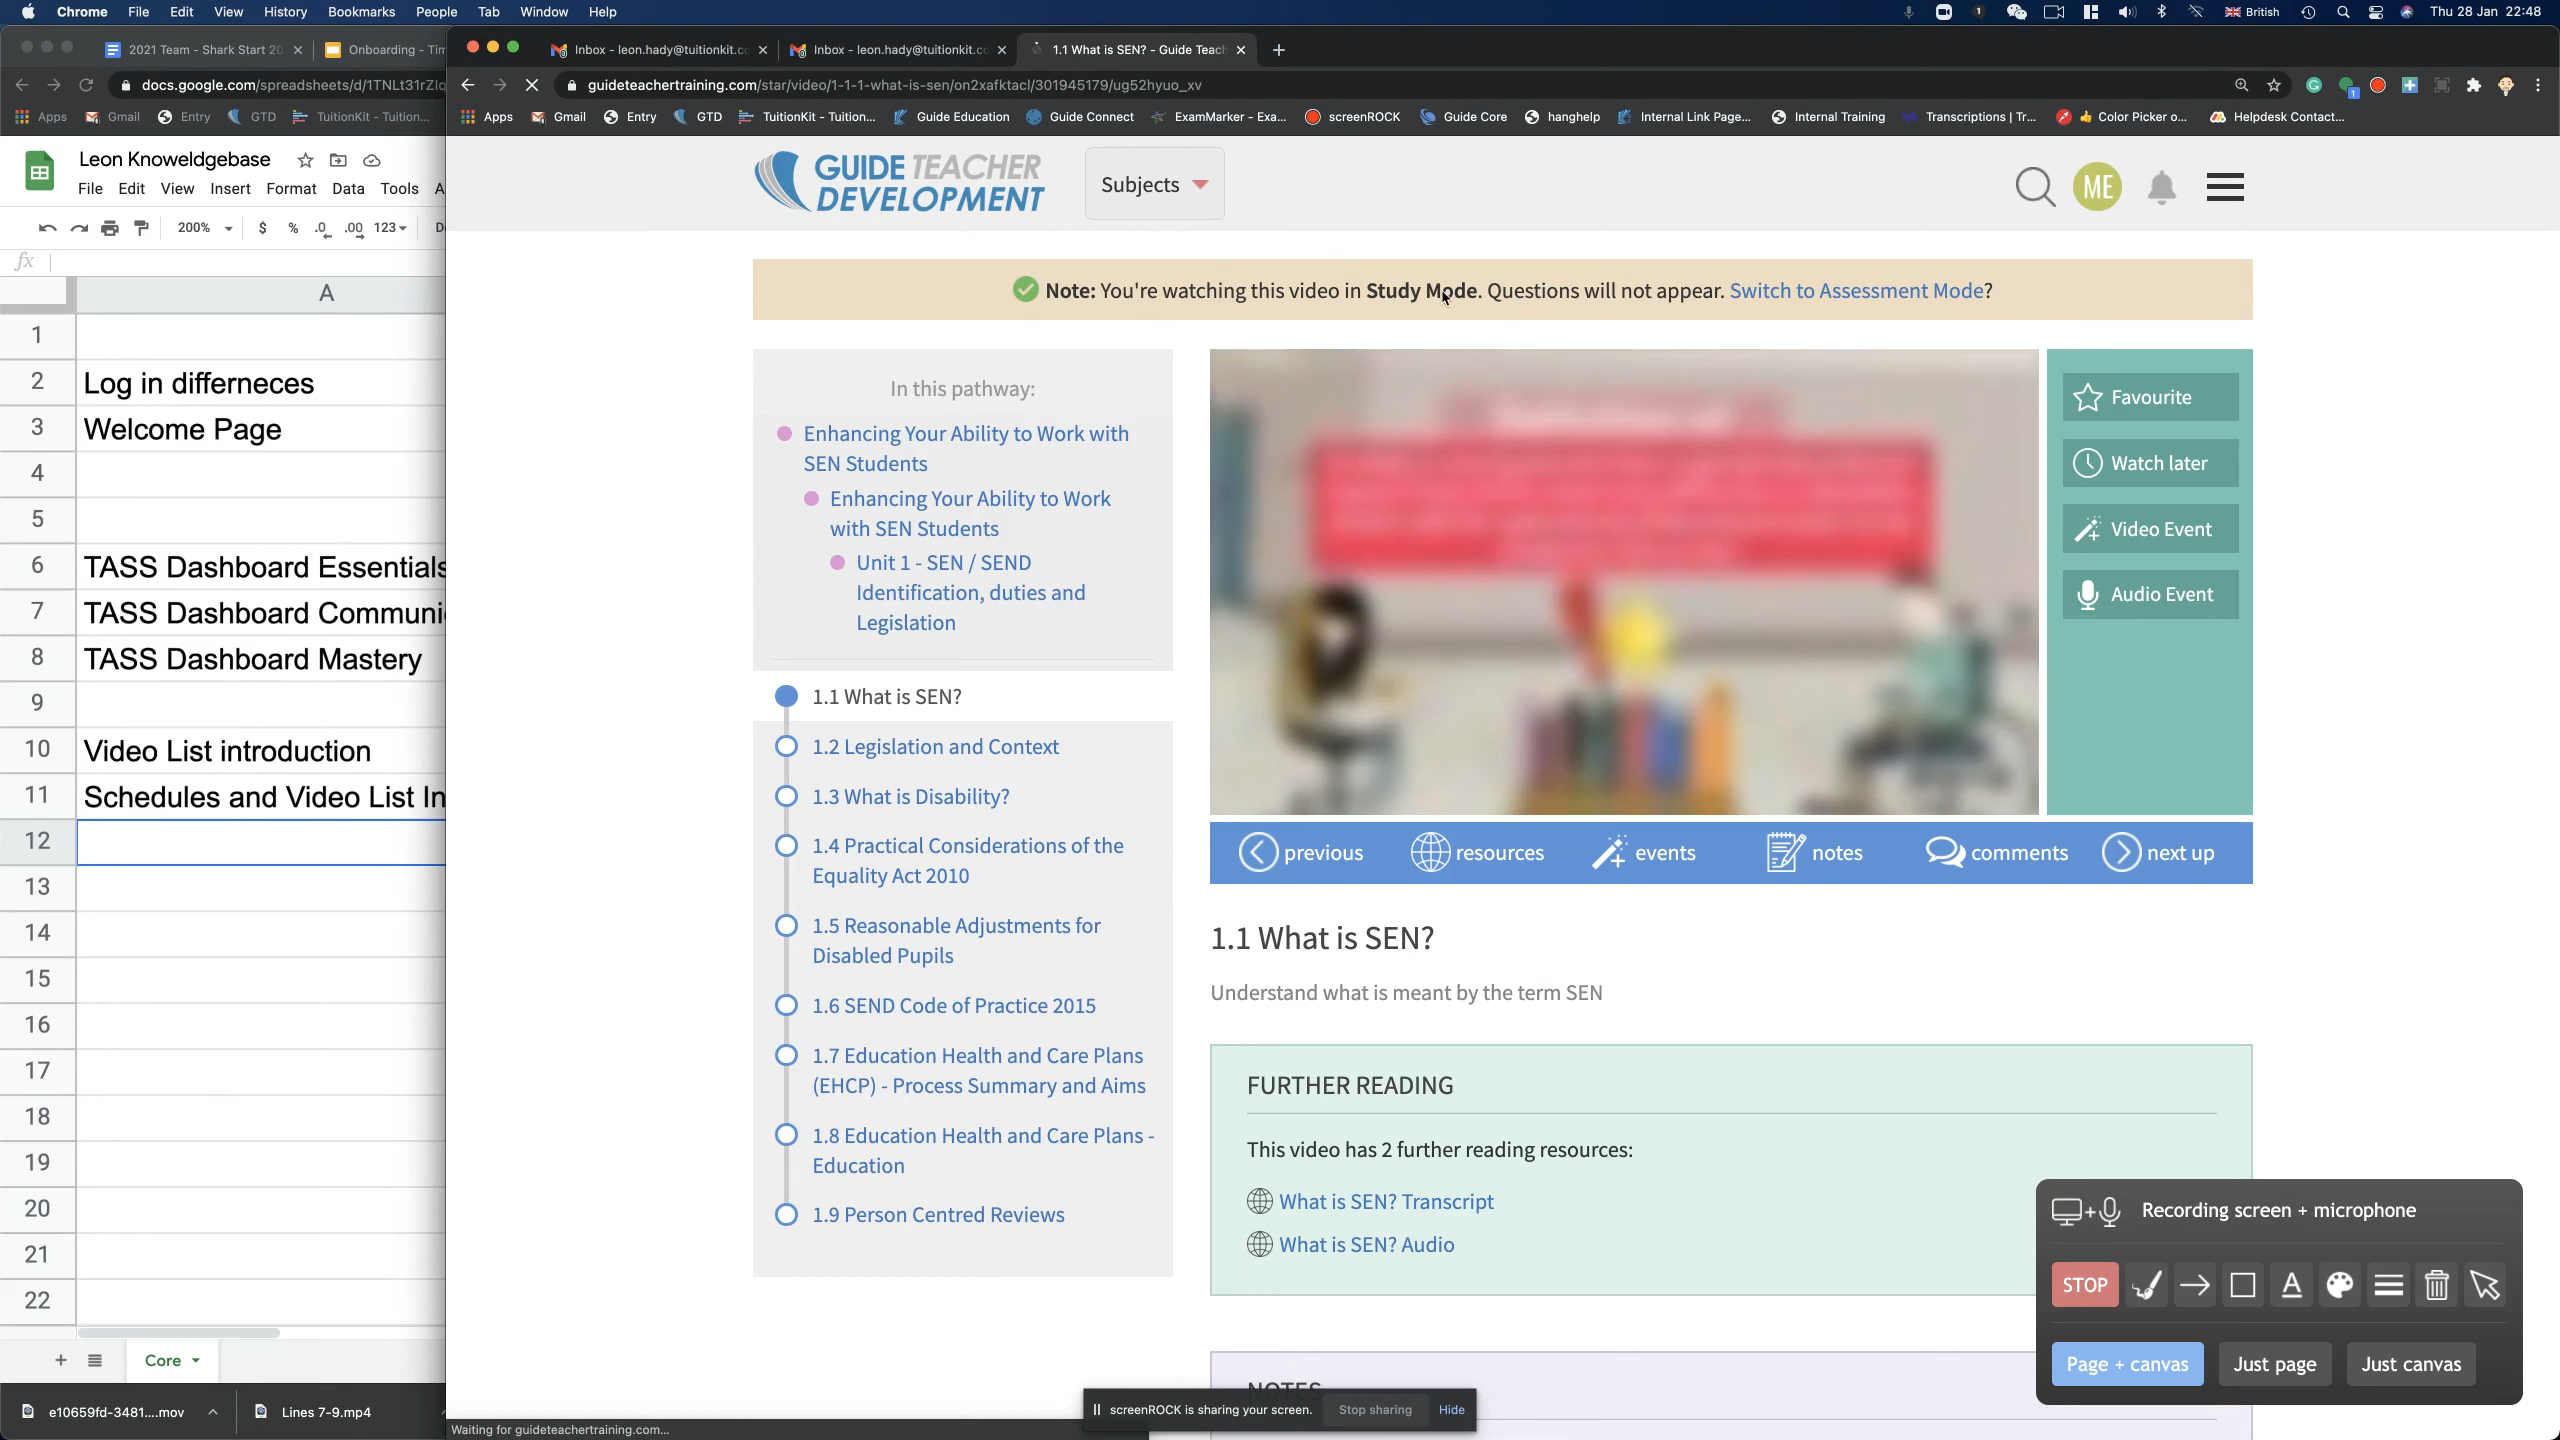 Chrome File Edit View History Bookmarks People Tab Window Help
1 British Thu 28 Jan 22:48
2021 Team - Shark Start 20
Onboarding - Tim
docs.google.com/spreadsheets/d/1TNLt31rZlq
Apps Gmail Entry GTD TuitionKit - Tuition...
Leon Knoweldgebase
File Edit View Insert Format Data Tools A
200% $ % .0 .00 123
fx
A
1
2 Log in differneces
3 Welcome Page
4
5
6 TASS Dashboard Essentials
7 TASS Dashboard Communi
8 TASS Dashboard Mastery
9
10 Video List introduction
11 Schedules and Video List In
12
13
14
15
16
17
18
19
20
21
22
Core
e10659fd-3481....mov
Lines 7-9.mp4
Inbox - leon.hady@tuitionkit.co
Inbox - leon.hady@tuitionkit.co
1.1 What is SEN? - Guide Teach
guideteachertraining.com/star/video/1-1-1-what-is-sen/on2xafktacl/301945179/ug52hyuo_xv
Apps Gmail Entry GTD TuitionKit - Tuition... Guide Education Guide Connect ExamMarker - Exa... screenROCK Guide Core hanghelp Internal Link Page... Internal Training Transcriptions | Tr... Color Picker o... Helpdesk Contact...
GUIDE TEACHER
DEVELOPMENT
Subjects
ME
Note: You're watching this video in Study Mode. Questions will not appear. Switch to Assessment Mode?
In this pathway:
Enhancing Your Ability to Work with
SEN Students
Enhancing Your Ability to Work
with SEN Students
Unit 1 - SEN / SEND
Identification, duties and
Legislation
1.1 What is SEN?
1.2 Legislation and Context
1.3 What is Disability?
1.4 Practical Considerations of the
Equality Act 2010
1.5 Reasonable Adjustments for
Disabled Pupils
1.6 SEND Code of Practice 2015
1.7 Education Health and Care Plans
(EHCP) - Process Summary and Aims
1.8 Education Health and Care Plans -
Education
1.9 Person Centred Reviews
Favourite
Watch later
Video Event
Audio Event
previous resources events notes comments next up
1.1 What is SEN?
Understand what is meant by the term SEN
FURTHER READING
This video has 2 further reading resources:
What is SEN? Transcript
What is SEN? Audio
NOTES
Recording screen + microphone
STOP
A
Page + canvas Just page Just canvas
screenROCK is sharing your screen. Stop sharing Hide
Waiting for guideteachertraining.com...